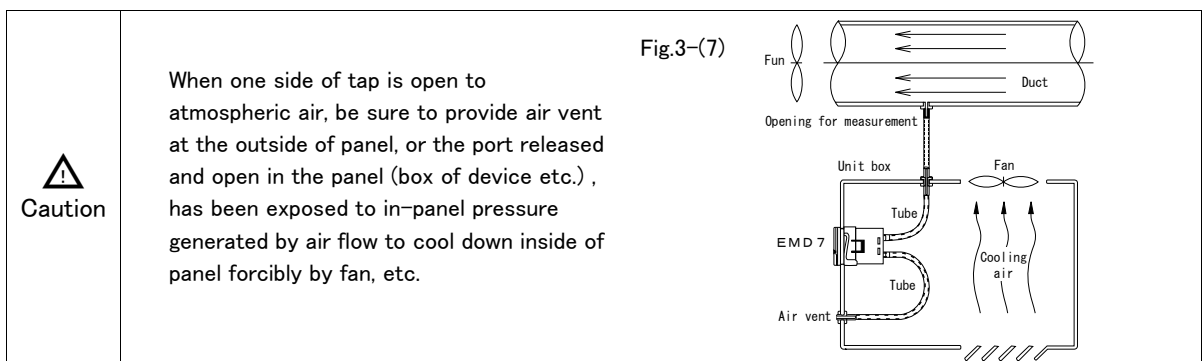 Caution
When one side of tap is open to
atmospheric air, be sure to provide air vent
at the outside of panel, or the port released
and open in the panel (box of device etc.) ,
has been exposed to in-panel pressure
generated by air flow to cool down inside of
panel forcibly by fan, etc.
Fig.3-(7)
Fun
Duct
Opening for measurement
Unit box
Fan
Tube
EMD7
Cooling
air
Tube
Air vent